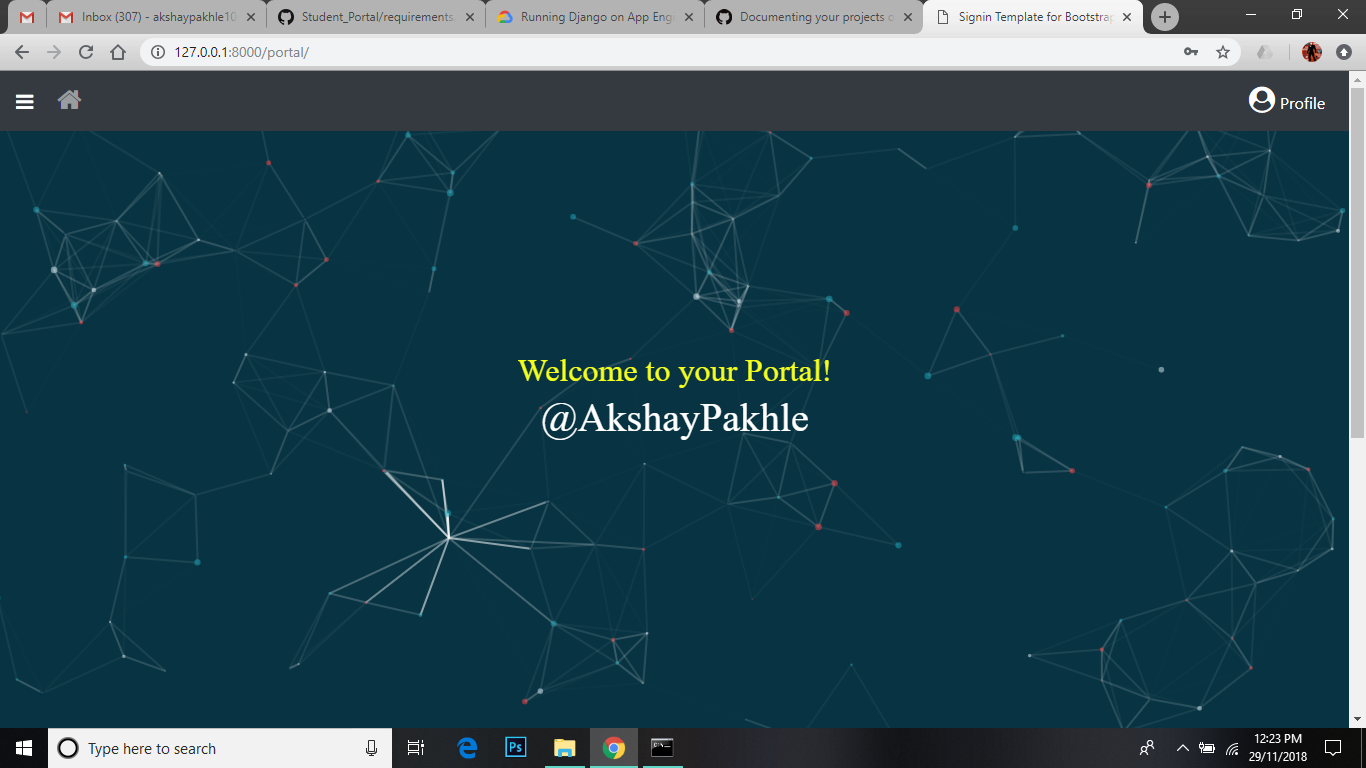 Inbox (307) - akshaypakhle10
Student_Portal/requirements.
Running Django on App Eng
Documenting your projects o
Signin Template for Bootstrap
127.0.0.1:8000/portal/
Profile
Welcome to your Portal!
@AkshayPakhle
Type here to search
Ps
12:23 PM
29/11/2018